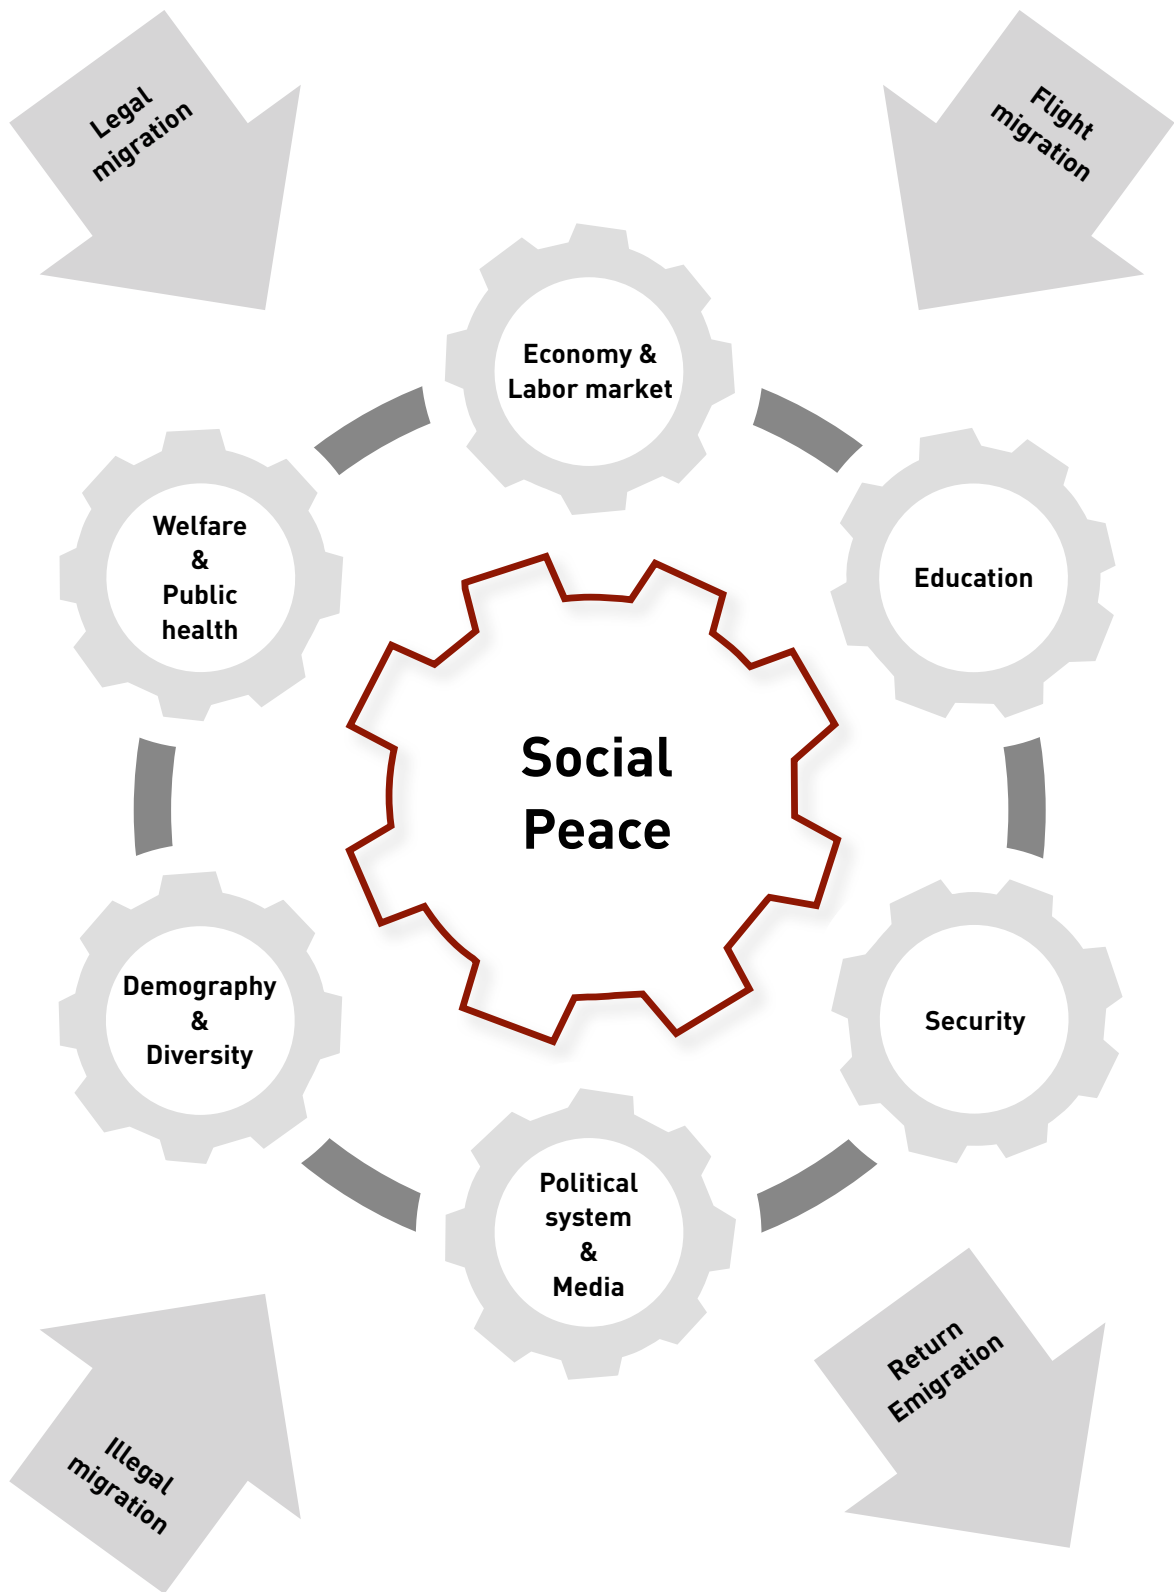 Legal
migration
Flight
migration
Economy &
Labor market
Welfare
&
Public
health
Education
Social
Peace
Demography
&
Diversity
Security
Political
system
&
Media
Return
Emigration
Illegal
migration